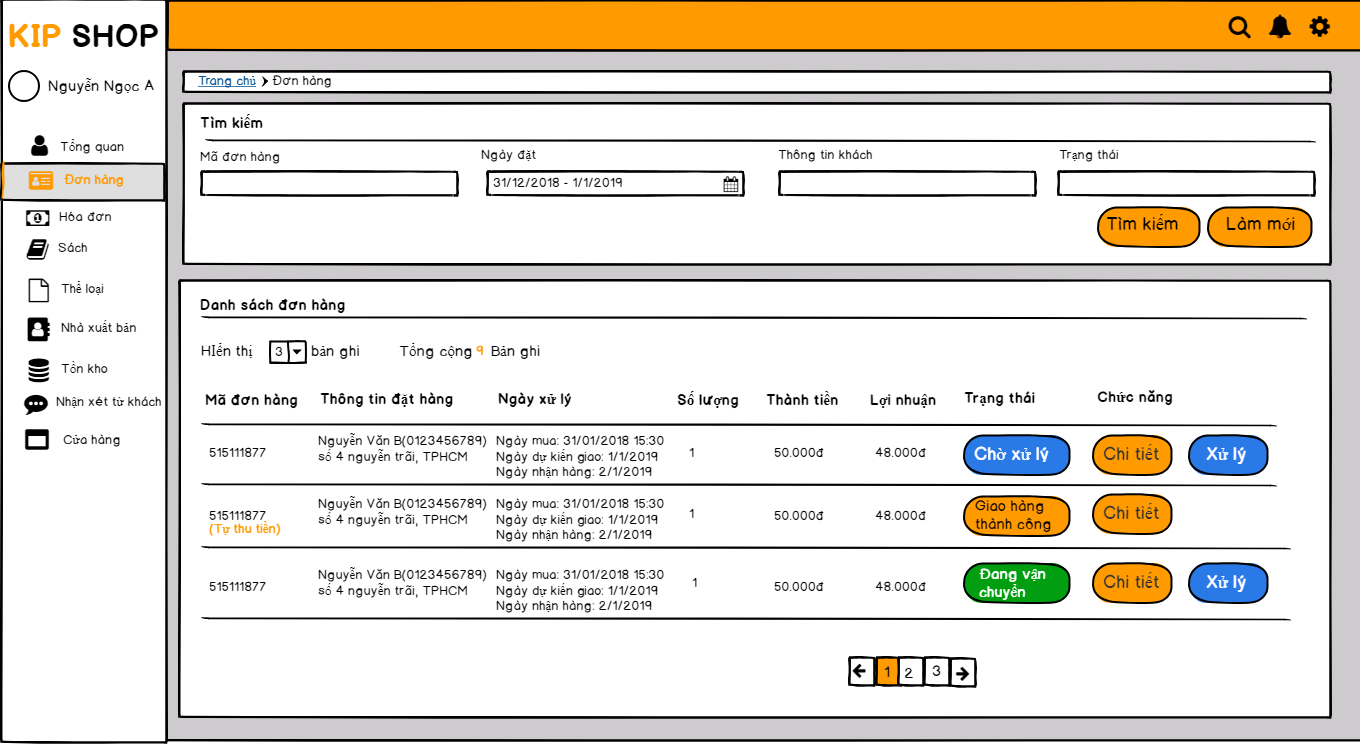 KIP SHOP
Nguyễn Ngọc A
Tổng quan
Đơn hàng
Hóa đơn
Sách
Thể loại
Nhà xuất bản
Tồn kho
Nhận xét từ khách
Cửa hàng
Trang chủ Đơn hàng
Tìm kiếm
Mã đơn hàng Ngày đặt Thông tin khách Trạng thái
31/12/2018 - 1/1/2019
Tìm kiếm Làm mới
Danh sách đơn hàng
HIển thị 3 bản ghi Tổng cộng 9 Bản ghi
Mã đơn hàng Thông tin đặt hàng Ngày xử lý Số lượng Thành tiền Lợi nhuận Trạng thái Chức năng
515111877
Nguyễn Văn B(0123456789)
số 4 nguyễn trãi, TPHCM
Ngày mua: 31/01/2018 15:30
Ngày dự kiến giao: 1/1/2019
Ngày nhận hàng: 2/1/2019
1
50.000đ
48.000đ
Chờ xử lý
Chi tiết
Xử lý
515111877
(Tự thu tiền)
Nguyễn Văn B(0123456789)
số 4 nguyễn trãi, TPHCM
Ngày mua: 31/01/2018 15:30
Ngày dự kiến giao: 1/1/2019
Ngày nhận hàng: 2/1/2019
1
50.000đ
48.000đ
Giao hàng
thành công
Chi tiết
515111877
Nguyễn Văn B(0123456789)
số 4 nguyễn trãi, TPHCM
Ngày mua: 31/01/2018 15:30
Ngày dự kiến giao: 1/1/2019
Ngày nhận hàng: 2/1/2019
1
50.000đ
48.000đ
Đang vận
chuyển
Chi tiết
Xử lý
1 2 3